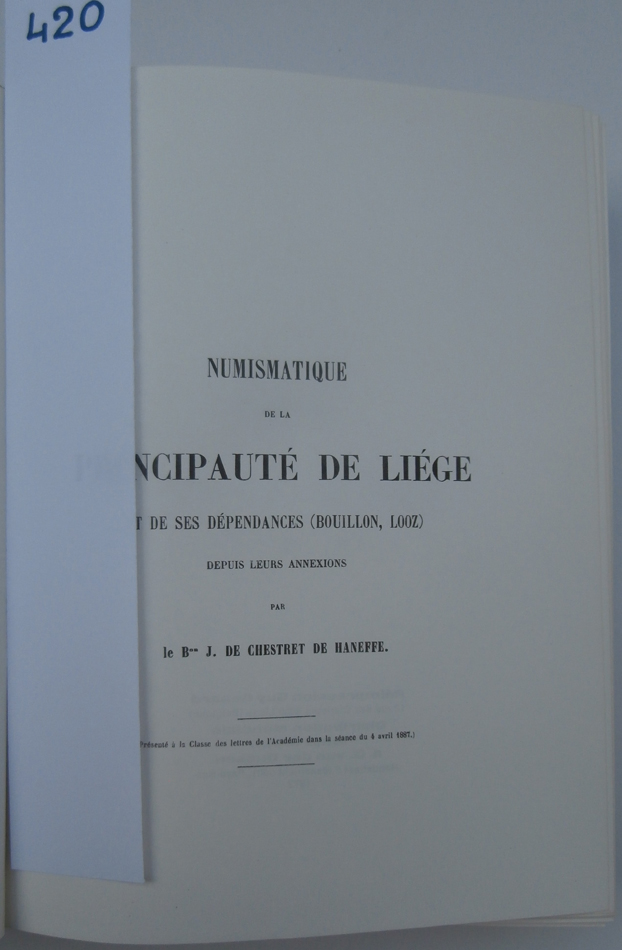 420
NUMISMATIQUE
DE LA
PRINCIPAUTÉ DE LIÉGE
T DE SES DÉPENDANCES (BOUILLON, LOOZ)
DEPUIS LEURS ANNEXIONS
PAR
le Bᵒⁿ J. DE CHESTRET DE HANEFFE.
Présenté à la Classe des lettres de l'Académie dans la séance du 4 avril 1887.)